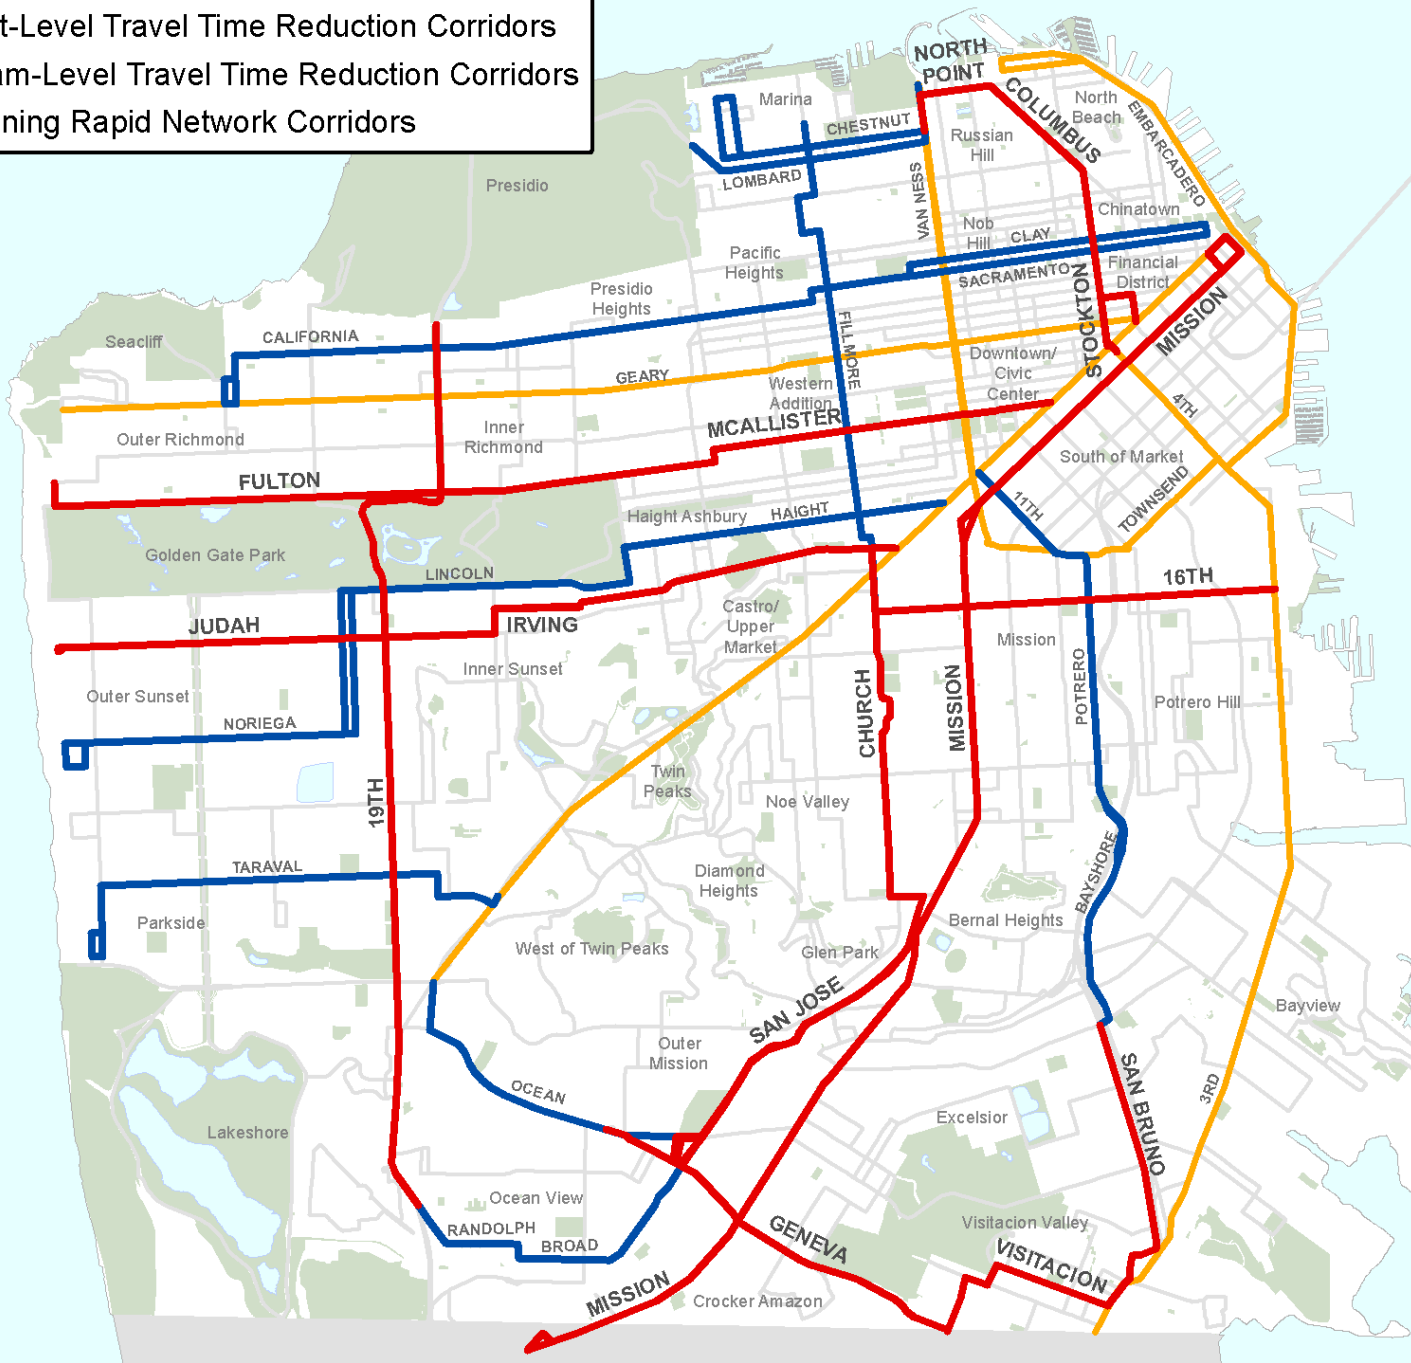 t-Level Travel Time Reduction Corridors
am-Level Travel Time Reduction Corridors
ning Rapid Network Corridors
NORTH
POINT
COLUMBUS
North
Beach
EMBARCADERO
Marina
CHESTNUT
Russian
Hill
LOMBARD
VAN NESS
Presidio
Chinatown
Nob
Hill
CLAY
Pacific
Heights
SACRAMENTO
Financial
District
Presidio
Heights
STOCKTON
MISSION
Seacliff
CALIFORNIA
FILLMORE
GEARY
Downtown/
Civic
Center
Western
Addition
4TH
MCALLISTER
Outer Richmond
Inner
Richmond
South of Market
FULTON
Haight Ashbury
HAIGHT
11TH
TOWNSEND
Golden Gate Park
LINCOLN
16TH
JUDAH
IRVING
Castro/
Upper
Market
Mission
Inner Sunset
Outer Sunset
CHURCH
MISSION
POTRERO
Potrero Hill
NORIEGA
Twin
Peaks
19TH
Noe Valley
TARAVAL
Diamond
Heights
BAYSHORE
Parkside
West of Twin Peaks
Glen Park
Bernal Heights
SAN JOSE
Bayview
Outer
Mission
OCEAN
SAN BRUNO
3RD
Excelsior
Lakeshore
Ocean View
RANDOLPH
BROAD
GENEVA
Visitacion Valley
VISITACION
MISSION
Crocker Amazon